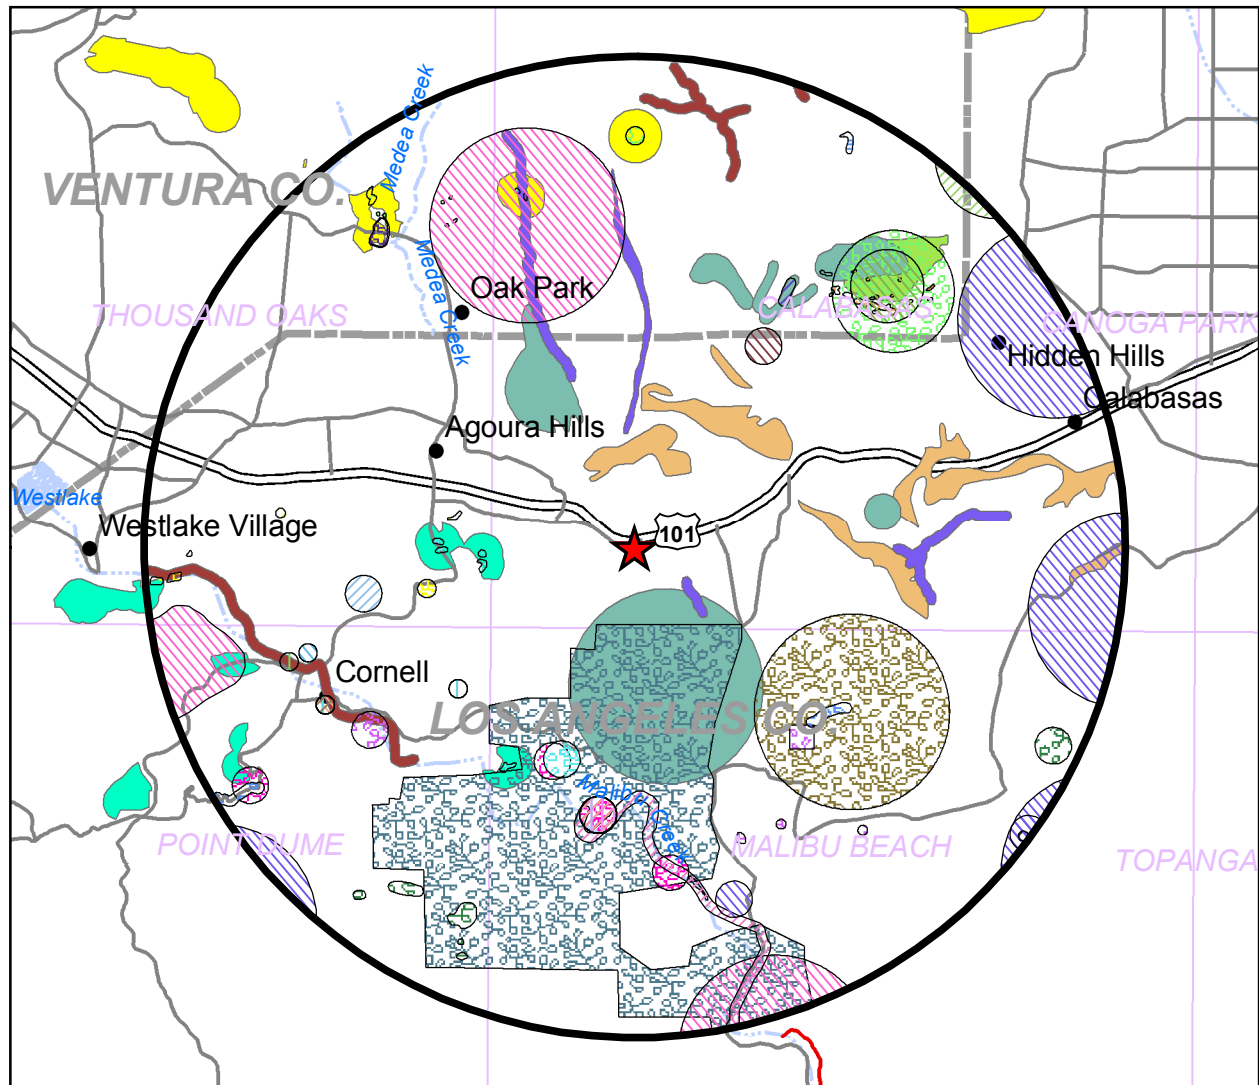 Medea Creek
VENTURA CO.
Medea Creek
Oak Park
THOUSAND OAKS
CALABASAS
CANOGA PARK
Hidden Hills
Calabasas
Agoura Hills
Westlake
Westlake Village
101
Cornell
LOS ANGELES CO.
Malibu Creek
POINT DUME
MALIBU BEACH
TOPANGA